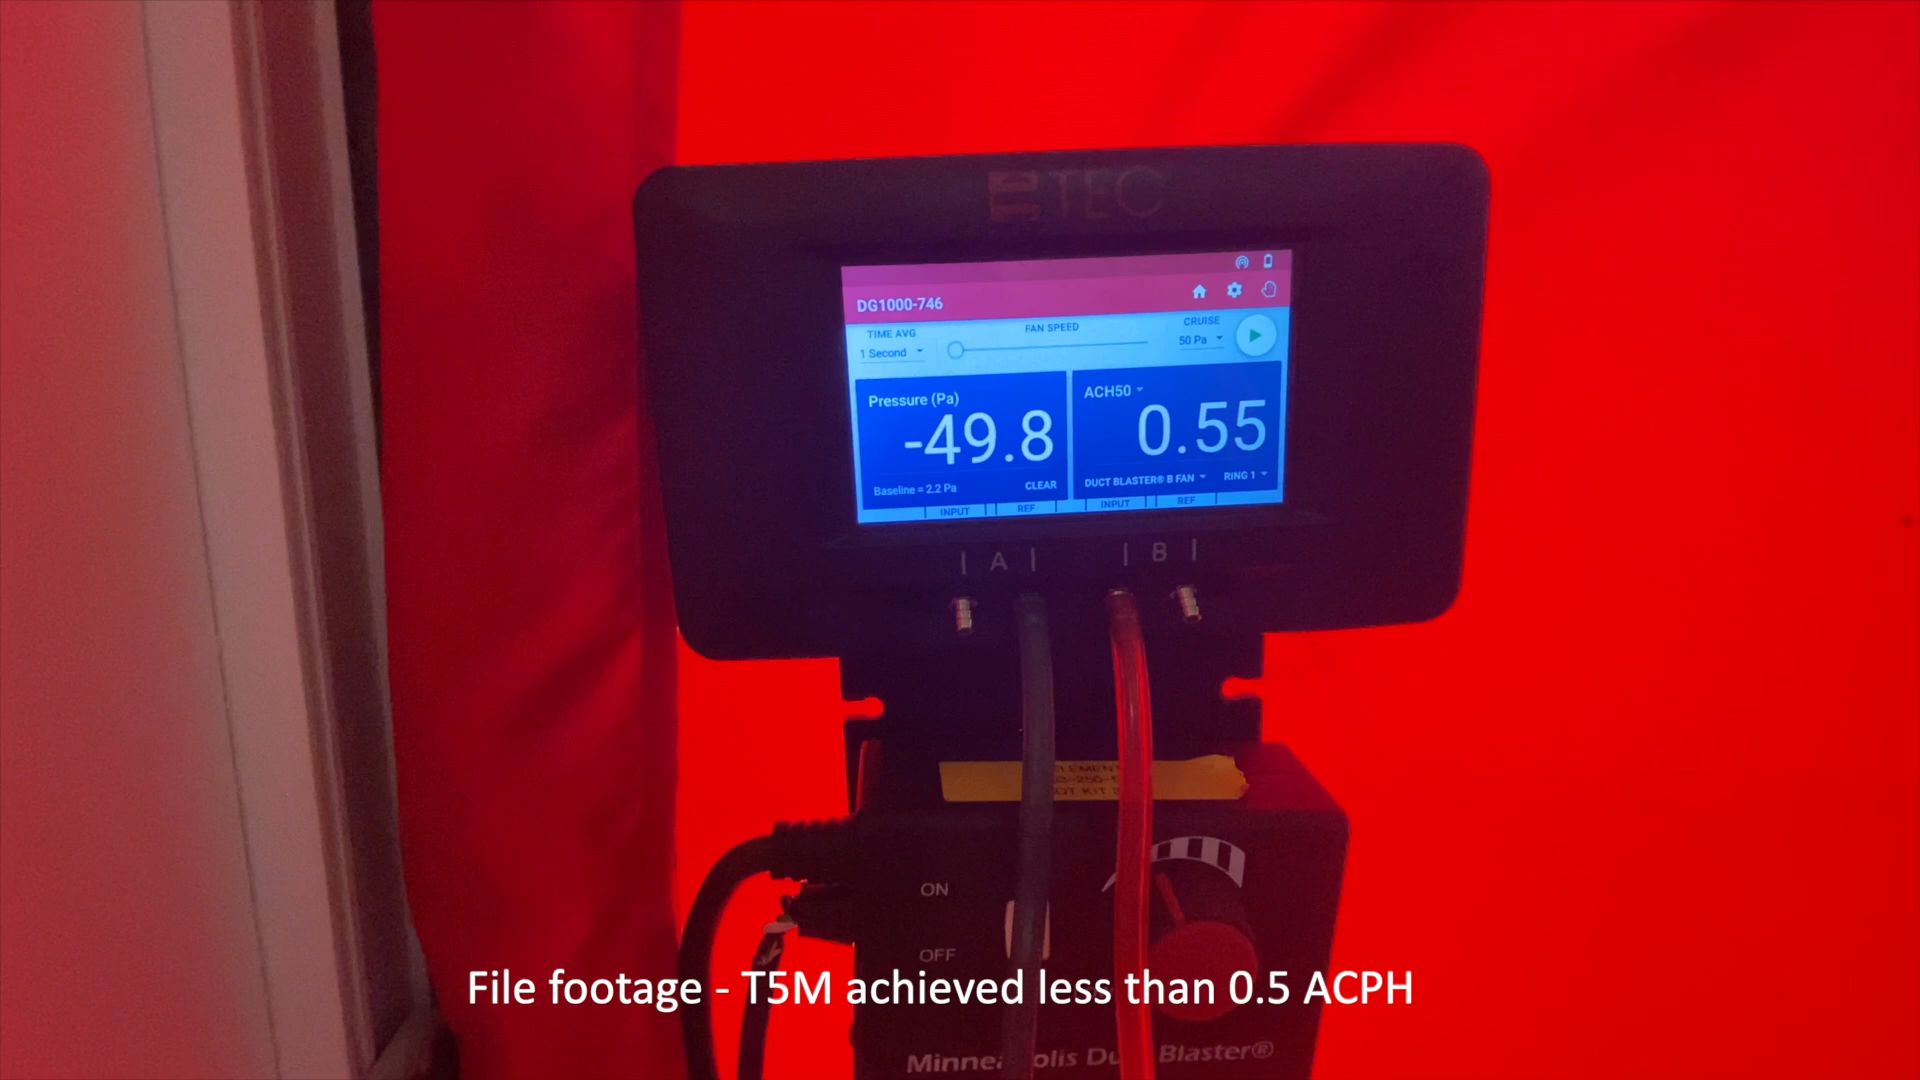 TEC
DG1000-746
TIME AVG
1 Second
FAN SPEED
CRUISE
50 Pa
Pressure (Pa)
-49.8
Baseline = 2.2 Pa
CLEAR
ACH50
0.55
DUCT BLASTER® B FAN
RING 1
INPUT
REF
INPUT
REF
A
B
ON
OFF
File footage - T5M achieved less than 0.5 ACPH
Blaster®